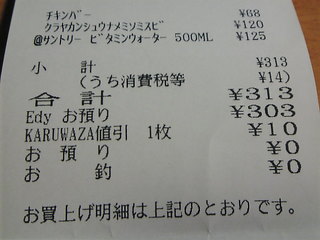 チキンバー ¥68
クラヤカンシュウナメミソミスビ ¥120
@サントリー ビタミンウォーター 500ML ¥125
小 計 ¥313
(うち消費税等 ¥14)
合 計 ¥313
Edy お預り ¥303
KARUWAZA値引 1枚 ¥10
お 預 り ¥0
お 釣 ¥0
お買上げ明細は上記のとおりです。